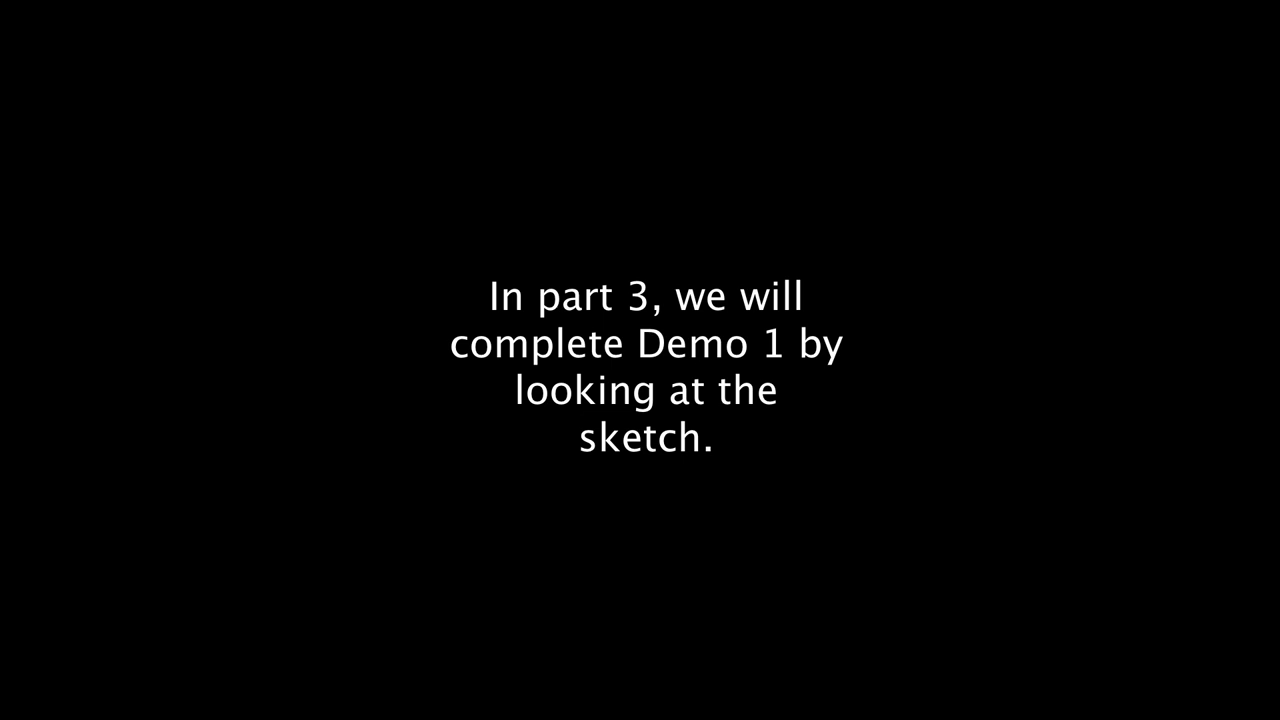 In part 3, we will
complete Demo 1 by
looking at the
sketch.